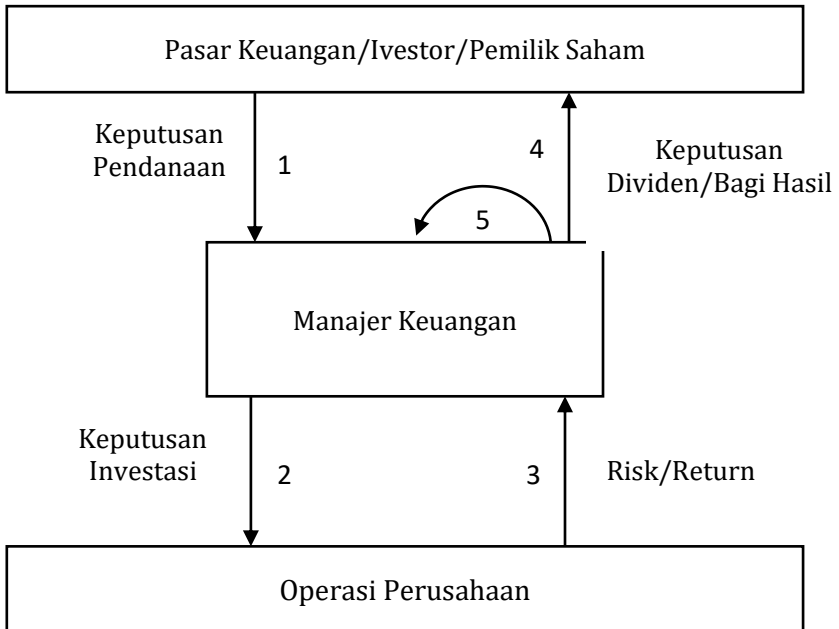 Pasar Keuangan/Ivestor/Pemilik Saham
Keputusan
Pendanaan
1
4
Keputusan
Dividen/Bagi Hasil
5
Manajer Keuangan
Keputusan
Investasi
2
3
Risk/Return
Operasi Perusahaan